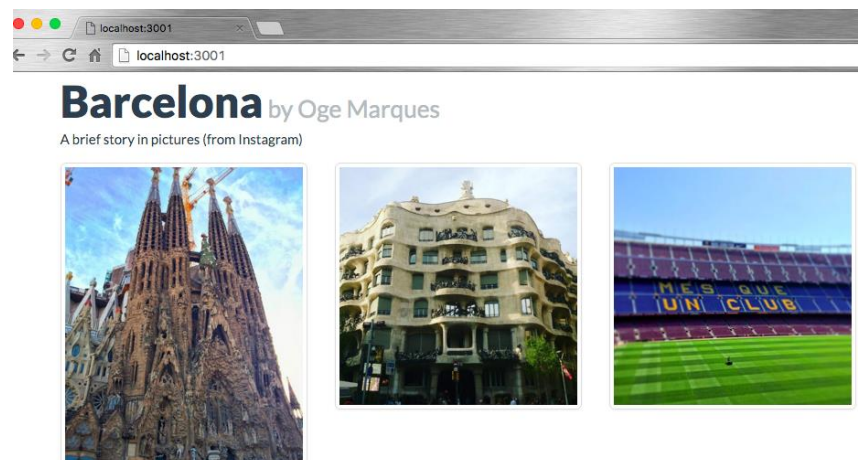 localhost:3001
localhost:3001
Barcelona by Oge Marques
A brief story in pictures (from Instagram)
MES QUE
UN CLUB